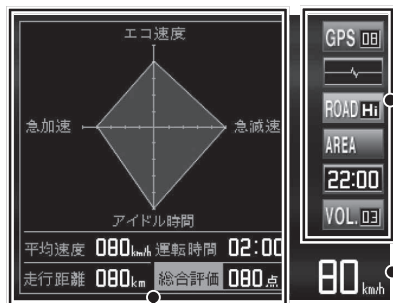 エコ速度
急加速
急減速
アイドル時間
平均速度 080km/h 運転時間 02:00
走行距離 080km 総合評価 080点
GPS 08
ROAD Hi
AREA
22:00
VOL. 03
80 km/h